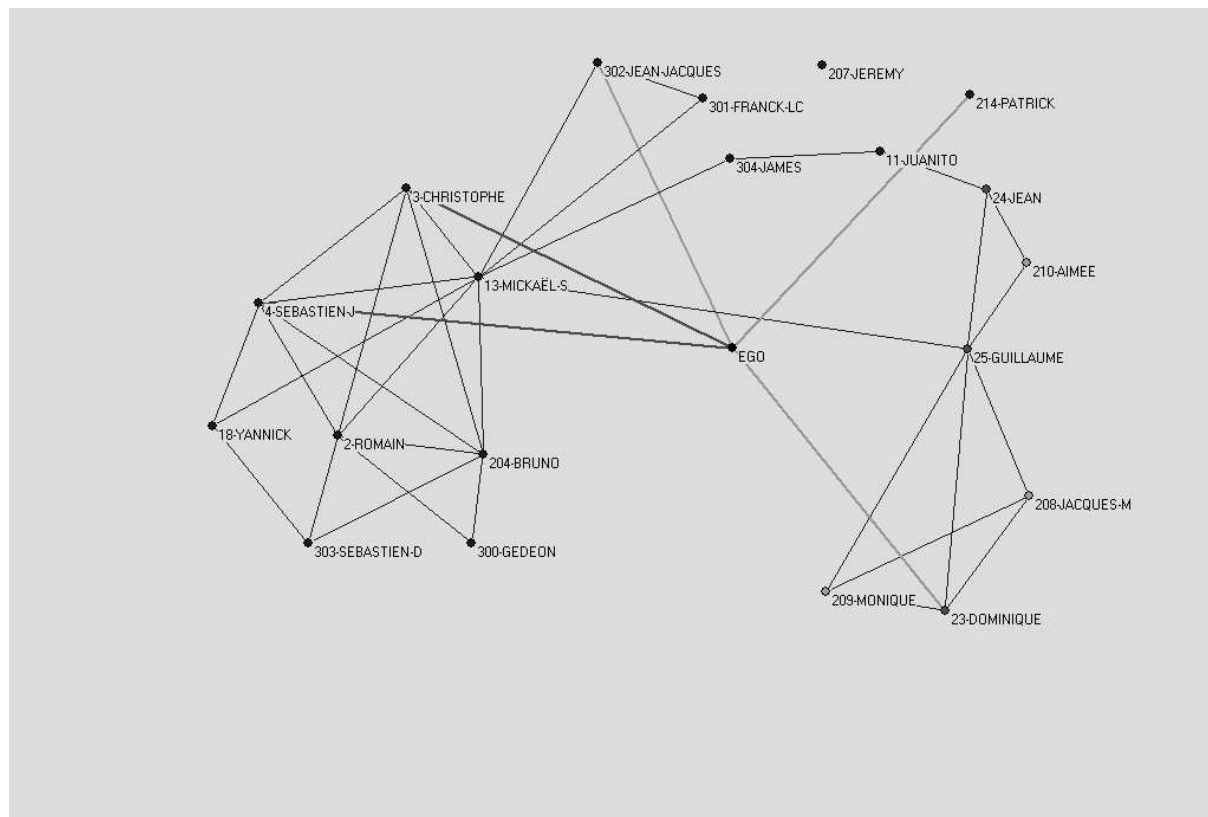 302-JEAN-JACQUES
207-JEREMY
301-FRANCK-LC
214-PATRICK
304-JAMES
11-JUANITO
3-CHRISTOPHE
24-JEAN
210-AIMEE
13-MICKAËL-S
4-SEBASTIEN-J
EGO
25-GUILLAUME
18-YANNICK
2-ROMAIN
204-BRUNO
208-JACQUES-M
303-SEBASTIEN-D
300-GEDEON
209-MONIQUE
23-DOMINIQUE